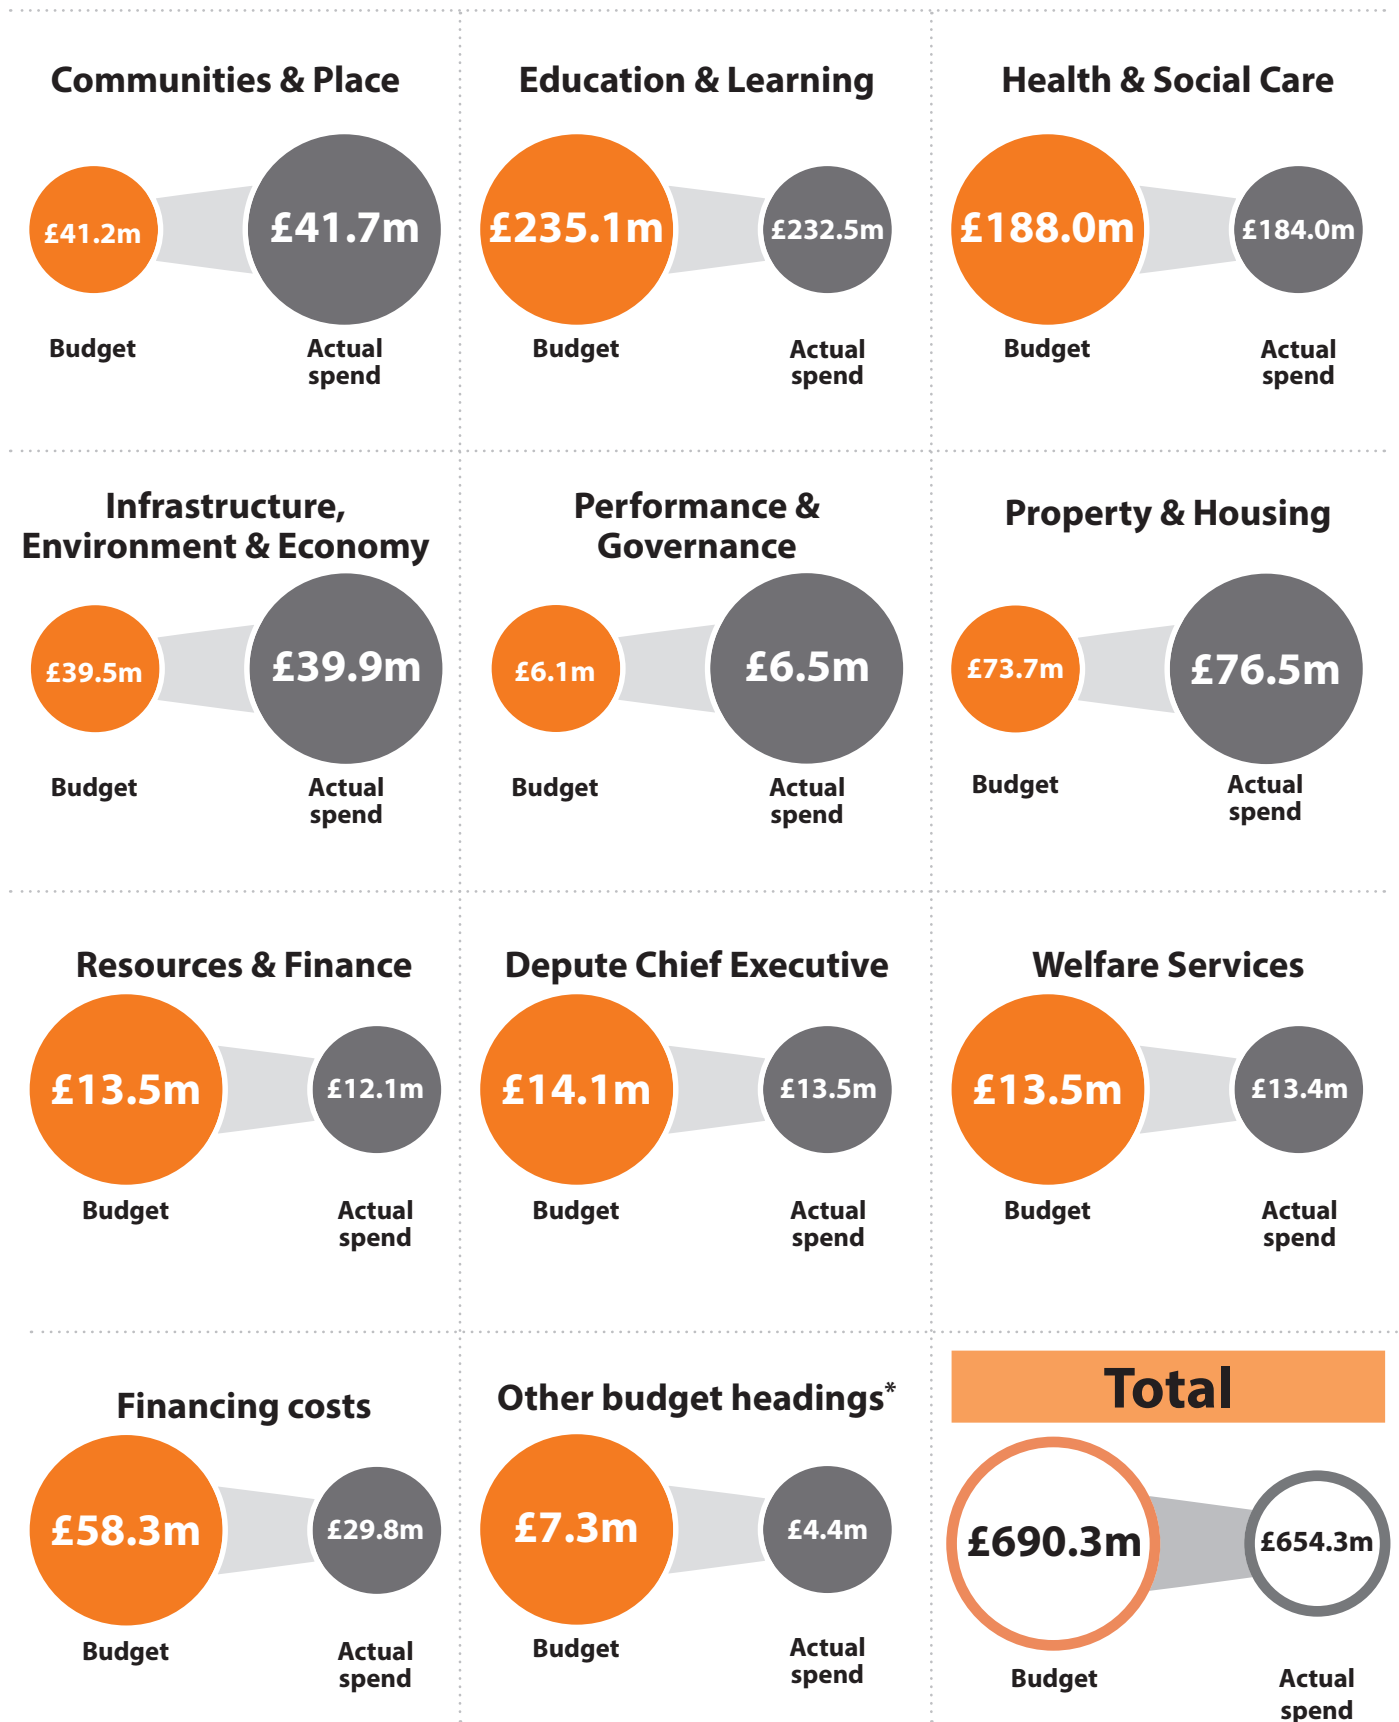 Communities & Place
£41.2m
£41.7m
Budget
Actual
spend
Education & Learning
£235.1m
£232.5m
Budget
Actual
spend
Health & Social Care
£188.0m
£184.0m
Budget
Actual
spend
Infrastructure,
Environment & Economy
£39.5m
£39.9m
Budget
Actual
spend
Performance &
Governance
£6.1m
£6.5m
Budget
Actual
spend
Property & Housing
£73.7m
£76.5m
Budget
Actual
spend
Resources & Finance
£13.5m
£12.1m
Budget
Actual
spend
Depute Chief Executive
£14.1m
£13.5m
Budget
Actual
spend
Welfare Services
£13.5m
£13.4m
Budget
Actual
spend
Financing costs
£58.3m
£29.8m
Budget
Actual
spend
Other budget headings*
£7.3m
£4.4m
Budget
Actual
spend
Total
£690.3m
£654.3m
Budget
Actual
spend